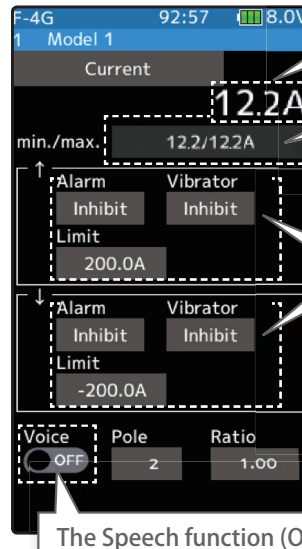 F-4G 92:57 8.0V
1 Model 1
Current
12.2A
min./max. 12.2/12.2A
↑
Alarm Vibrator
Inhibit Inhibit
Limit
200.0A
↓
Alarm Vibrator
Inhibit Inhibit
Limit
-200.0A
Voice Pole Ratio
OFF 2 1.00
The Speech function (O